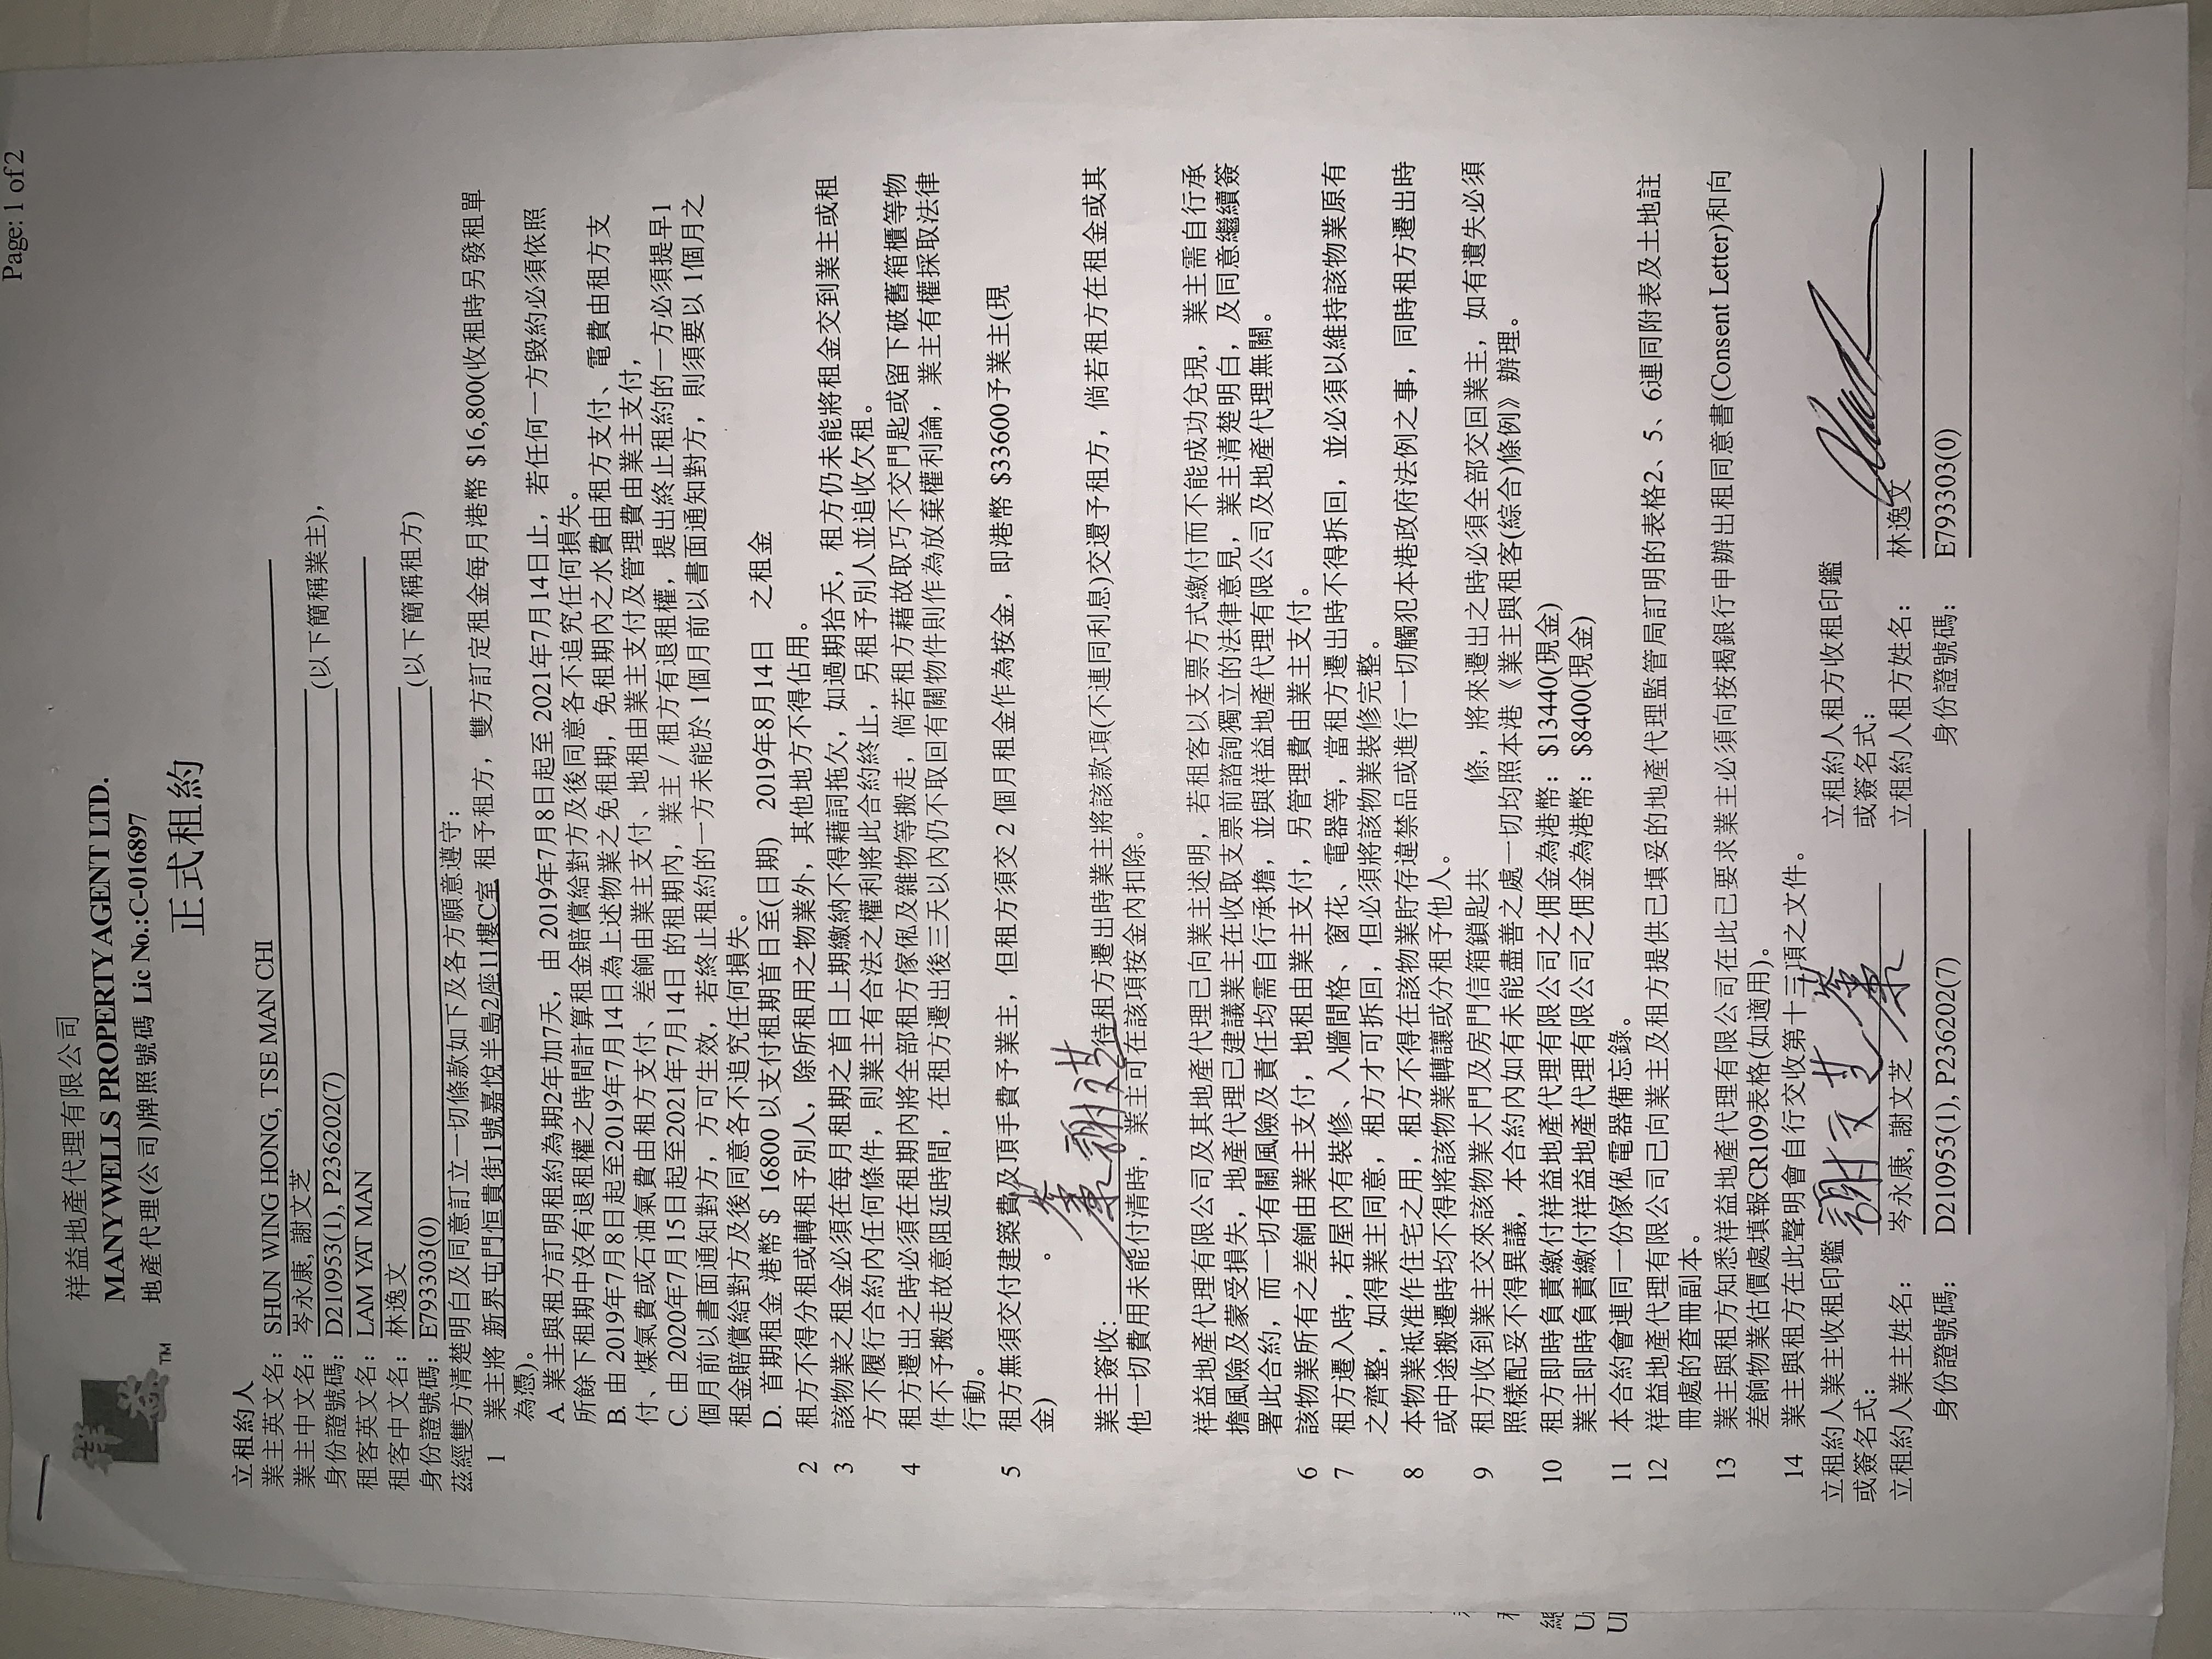 Page: 1 of 2
祥益地產代理有限公司
MANYWELLS PROPERTY AGENT LTD.
地產代理(公司)牌照號碼 Lic No.:C-016897
TM
正式租約
立租約人
業主英文名： SHUN WING HONG, TSE MAN CHI
業主中文名： 岑永康, 謝文芝 (以下簡稱業主),
身份證號碼： D210953(1), P236202(7)
租客英文名： LAM YAT MAN
租客中文名： 林逸文 (以下簡稱租方)
身份證號碼： E793303(0)
茲經雙方清楚明白及同意訂立一切條款如下及各方願意遵守：
1 業主將 新界屯門恒貴街1號嘉悅半島2座11樓C室 租予租方，雙方訂定租金每月港幣 $16,800(收租時另發租單
為憑)。
A. 業主與租方訂明租約為期2年加7天，由 2019年7月8日起至 2021年7月14日止，若任何一方毀約必須依照
所餘下租期中沒有退租權之時間計算租金賠償給對方及後同意各不追究任何損失。
B. 由 2019年7月8日起至2019年7月14日為上述物業之免租期，免租期內之水費由租方支付、電費由租方支
付、煤氣費或石油氣費由租方支付、差餉由業主支付、地租由業主支付及管理費由業主支付，
C. 由 2020年7月15日起至2021年7月14日 的租期內，業主 / 租方有退租權，提出終止租約的一方必須提早1
個月前以書面通知對方，方可生效，若終止租約的一方未能於 1個月前以書面通知對方，則須要以 1個月之
租金賠償給對方及後同意各不追究任何損失。
D. 首期租金 港幣 $ 16800 以支付租期首日至(日期) 2019年8月14日 之租金
2 租方不得分租或轉租予別人，除所租用之物業外，其他地方不得佔用。
3 該物業之租金必須在每月租期之首日上期繳納不得藉詞拖欠，如過期拾天，租方仍未能將租金交到業主或租
方不履行合約內任何條件，則業主有合法之權利將此合約終止，另租予別人並追收欠租。
4 租方遷出之時必須在租期內將全部租方傢俬及雜物等搬走，倘若租方藉故取巧不交門匙或留下破舊箱櫃等物
件不予搬走故意阻延時間，在租方遷出後三天以內仍不取回有關物件則作為放棄權利論，業主有權採取法律
行動。
5 租方無須交付建築費及頂手費予業主，但租方須交 2 個月租金作為按金，即港幣 $33600予業主(現
金) 。
業主簽收: 待租方遷出時業主將該款項(不連同利息)交還予租方，倘若租方在租金或其
他一切費用未能付清時，業主可在該項按金內扣除。
祥益地產代理有限公司及其地產代理已向業主述明，若租客以支票方式繳付而不能成功兌現，業主需自行承
擔風險及蒙受損失，地產代理已建議業主在收取支票前諮詢獨立的法律意見，業主清楚明白，及同意繼續簽
署此合約，而一切有關風險及責任均需自行承擔，並與祥益地產代理有限公司及地產代理無關。
6 該物業所有之差餉由業主支付，地租由業主支付，另管理費由業主支付。
7 租方遷入時，若屋內有裝修、入牆間格、窗花、電器等，當租方遷出時不得拆回，並必須以維持該物業原有
之齊整，如得業主同意，租方才可拆回，但必須將該物業裝修完整。
8 本物業祗准作住宅之用，租方不得在該物業貯存違禁品或進行一切觸犯本港政府法例之事，同時租方遷出時
或中途搬遷時均不得將該物業轉讓或分租予他人。
9 租方收到業主交來該物業大門及房門信箱鎖匙共 條，將來遷出之時必須全部交回業主，如有遺失必須
照樣配妥不得異議，本合約內如有未能盡善之處一切均照本港《業主與租客(綜合)條例》辦理。
10 租方即時負責繳付祥益地產代理有限公司之佣金為港幣：$13440(現金)
業主即時負責繳付祥益地產代理有限公司之佣金為港幣：$8400(現金)
11 本合約會連同一份傢俬電器備忘錄。
12 祥益地產代理有限公司已向業主及租方提供已填妥的地產代理監管局訂明的表格2、5、6連同附表及土地註
冊處的查冊副本。
13 業主與租方知悉祥益地產代理有限公司在此已要求業主必須向按揭銀行申辦出租同意書(Consent Letter)和向
差餉物業估價處填報CR109表格(如適用)。
14 業主與租方在此聲明會自行交收第十三項之文件。
立租約人業主收租印鑑 謝文芝 立租約人租方收租印鑑
或簽名式： 或簽名式：
立租約人業主姓名： 岑永康, 謝文芝 立租約人租方姓名： 林逸文
身份證號碼： D210953(1), P236202(7) 身份證號碼： E793303(0)